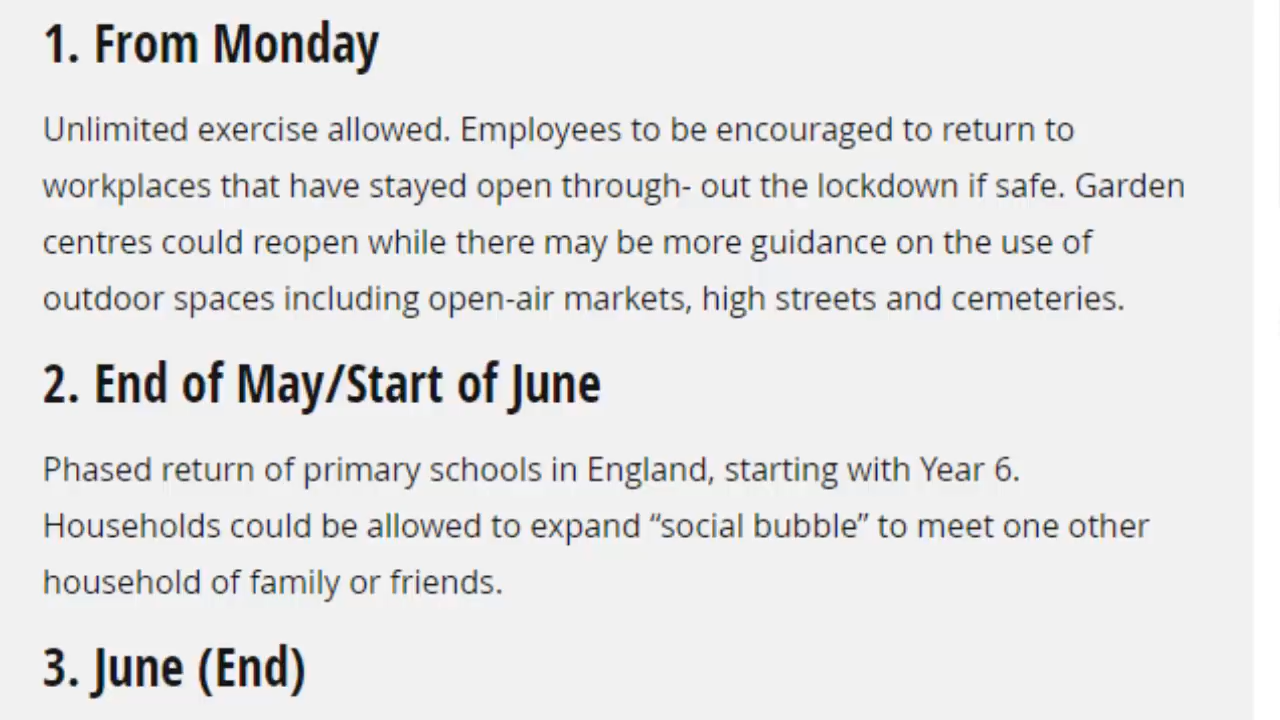 1. From Monday
Unlimited exercise allowed. Employees to be encouraged to return to
workplaces that have stayed open through- out the lockdown if safe. Garden
centres could reopen while there may be more guidance on the use of
outdoor spaces including open-air markets, high streets and cemeteries.
2. End of May/Start of June
Phased return of primary schools in England, starting with Year 6.
Households could be allowed to expand “social bubble” to meet one other
household of family or friends.
3. June (End)